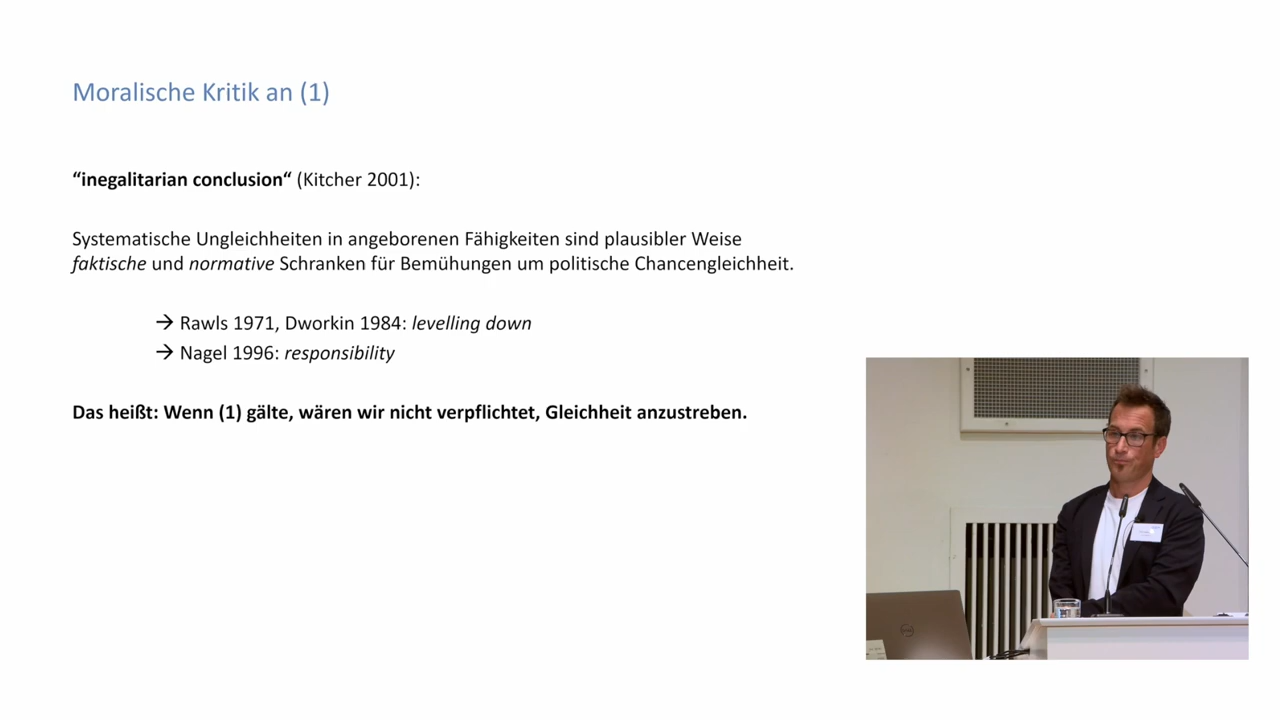 Moralische Kritik an (1)
“inegalitarian conclusion“ (Kitcher 2001):
Systematische Ungleichheiten in angeborenen Fähigkeiten sind plausibler Weise
faktische und normative Schranken für Bemühungen um politische Chancengleichheit.
→ Rawls 1971, Dworkin 1984: levelling down
→ Nagel 1996: responsibility
Das heißt: Wenn (1) gälte, wären wir nicht verpflichtet, Gleichheit anzustreben.